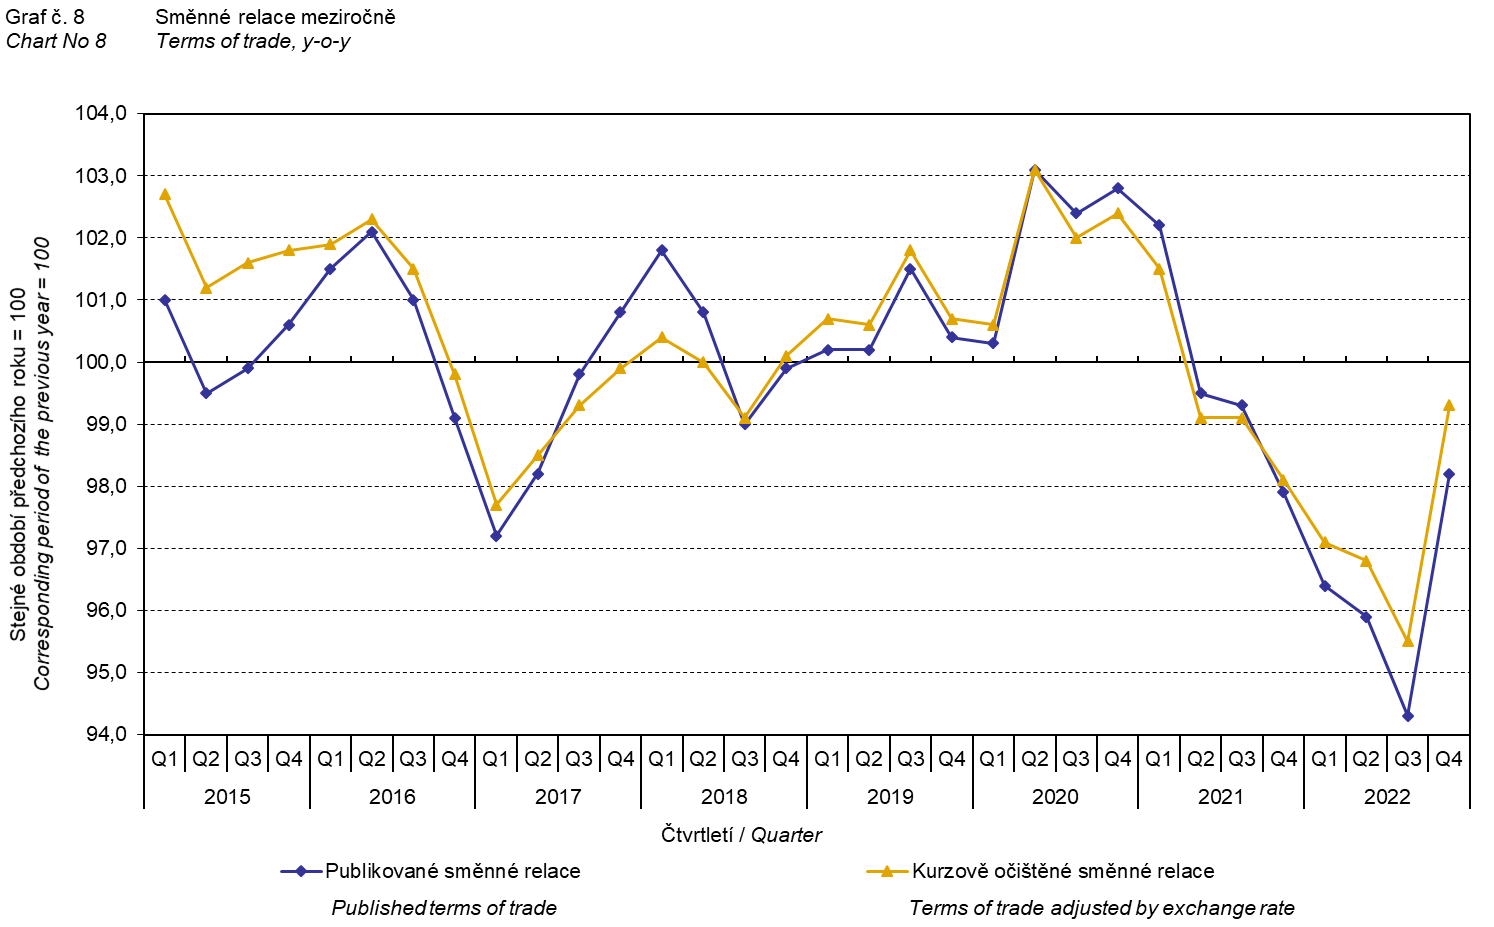 Graf č. 8 Směnné relace meziročně
Chart No 8 Terms of trade, y-o-y
Stejné období předchozího roku = 100
Corresponding period of the previous year = 100
104,0
103,0
102,0
101,0
100,0
99,0
98,0
97,0
96,0
95,0
94,0
Q1 Q2 Q3 Q4 Q1 Q2 Q3 Q4 Q1 Q2 Q3 Q4 Q1 Q2 Q3 Q4 Q1 Q2 Q3 Q4 Q1 Q2 Q3 Q4 Q1 Q2 Q3 Q4 Q1 Q2 Q3 Q4
2015 2016 2017 2018 2019 2020 2021 2022
Čtvrtletí / Quarter
Publikované směnné relace Kurzově očištěné směnné relace
Published terms of trade Terms of trade adjusted by exchange rate